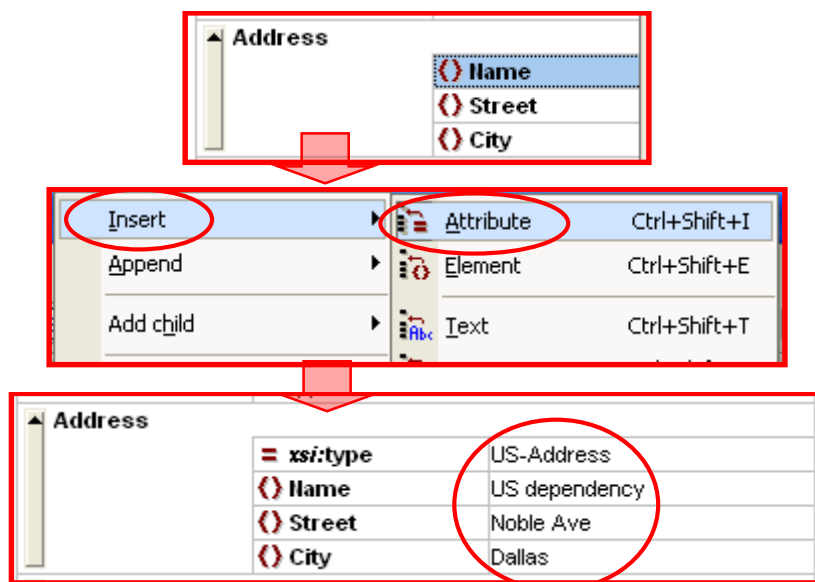 Address
Name
Street
City
Insert Attribute Ctrl+Shift+I
Append Element Ctrl+Shift+E
Add child Text Ctrl+Shift+T
Address
= xsi:type US-Address
Name US dependency
Street Noble Ave
City Dallas